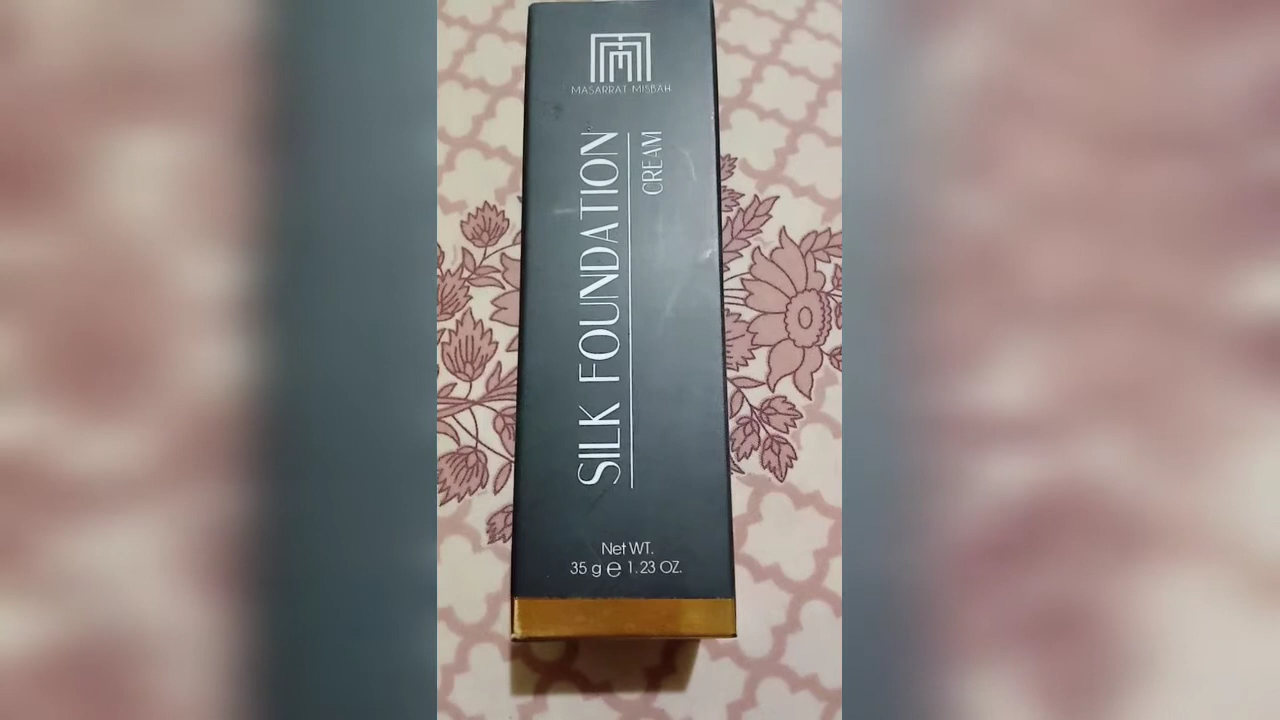 MASARRAT MISBAH
SILK FOUNDATION
CREAM
Net WT.
35 g ℮ 1.23 OZ.